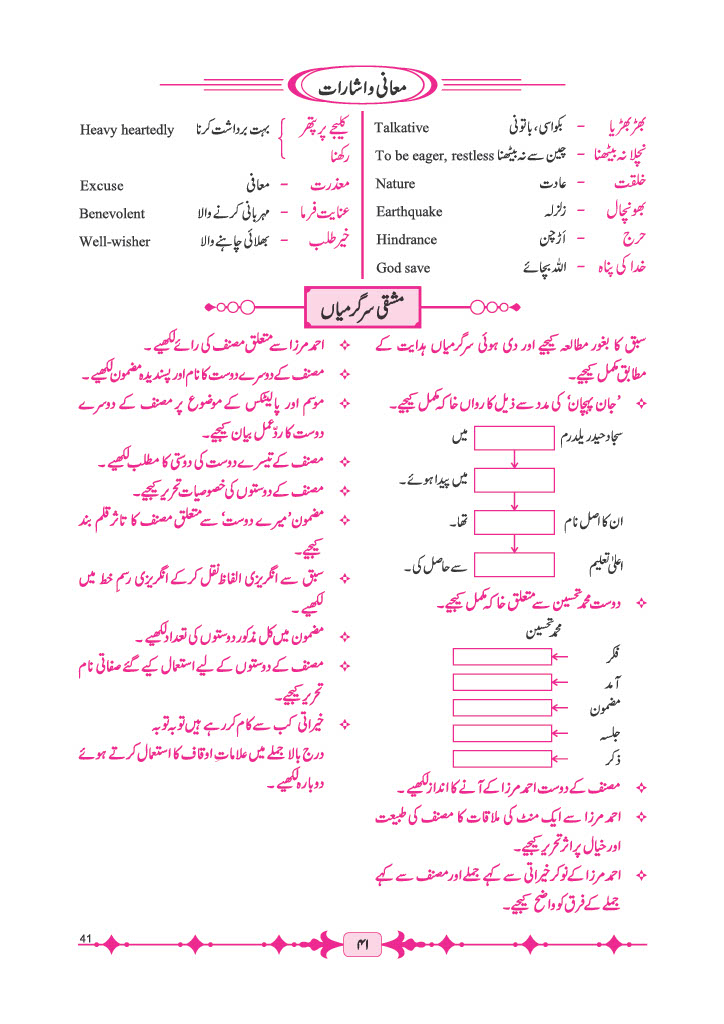 معانی و اشارات
بھڑبھڑیا - بکواسی، باتونی Talkative
نچلا نہ بیٹھنا - چین سے نہ بیٹھنا To be eager, restless
خلقت - عادت Nature
بھونچال - زلزلہ Earthquake
حرج - اَڑچن Hindrance
خدا کی پناہ - اللہ بچائے God save
کلیجے پر پتھر
رکھنا
بہت برداشت کرنا Heavy heartedly
معذرت - معافی Excuse
عنایت فرما - مہربانی کرنے والا Benevolent
خیر طلب - بھلائی چاہنے والا Well-wisher
مشقی سرگرمیاں
سبق کا بغور مطالعہ کیجیے اور دی ہوئی سرگرمیاں ہدایت کے
مطابق مکمل کیجیے۔
’جان پہچان‘ کی مدد سے ذیل کا رواں خاکہ مکمل کیجیے۔
سجاد حیدر یلدرم میں
میں پیدا ہوئے۔
ان کا اصل نام تھا۔
اعلیٰ تعلیم سے حاصل کی۔
دوست محمد تحسین سے متعلق خاکہ مکمل کیجیے۔
محمد تحسین
فکر
آمد
مضمون
جلسہ
ذکر
مصنف کے دوست احمد مرزا کے آنے کا انداز لکھیے۔
احمد مرزا سے ایک منٹ کی ملاقات کا مصنف کی طبیعت
اور خیال پر اثر تحریر کیجیے۔
احمد مرزا کے نوکر خیراتی سے کہے جملے اور مصنف سے کہے
جملے کے فرق کو واضح کیجیے۔
احمد مرزا سے متعلق مصنف کی رائے لکھیے۔
مصنف کے دوسرے دوست کا نام اور پسندیدہ مضمون لکھیے۔
موسم اور پالیٹکس کے موضوع پر مصنف کے دوسرے
دوست کا ردِّعمل بیان کیجیے۔
مصنف کے تیسرے دوست کی دوستی کا مطلب لکھیے۔
مصنف کے دوستوں کی خصوصیات تحریر کیجیے۔
مضمون ’میرے دوست‘ سے متعلق مصنف کا تاثر قلم بند
کیجیے۔
سبق سے انگریزی الفاظ نقل کرکے انگریزی رسمِ خط میں
لکھیے۔
مضمون میں کل مذکور دوستوں کی تعداد لکھیے۔
مصنف کے دوستوں کے لیے استعمال کیے گئے صفاتی نام
تحریر کیجیے۔
خیراتی کب سے کام کر رہے ہیں توبہ توبہ
درج بالا جملے میں علاماتِ اوقاف کا استعمال کرتے ہوئے
دوبارہ لکھیے۔
۴۱
41